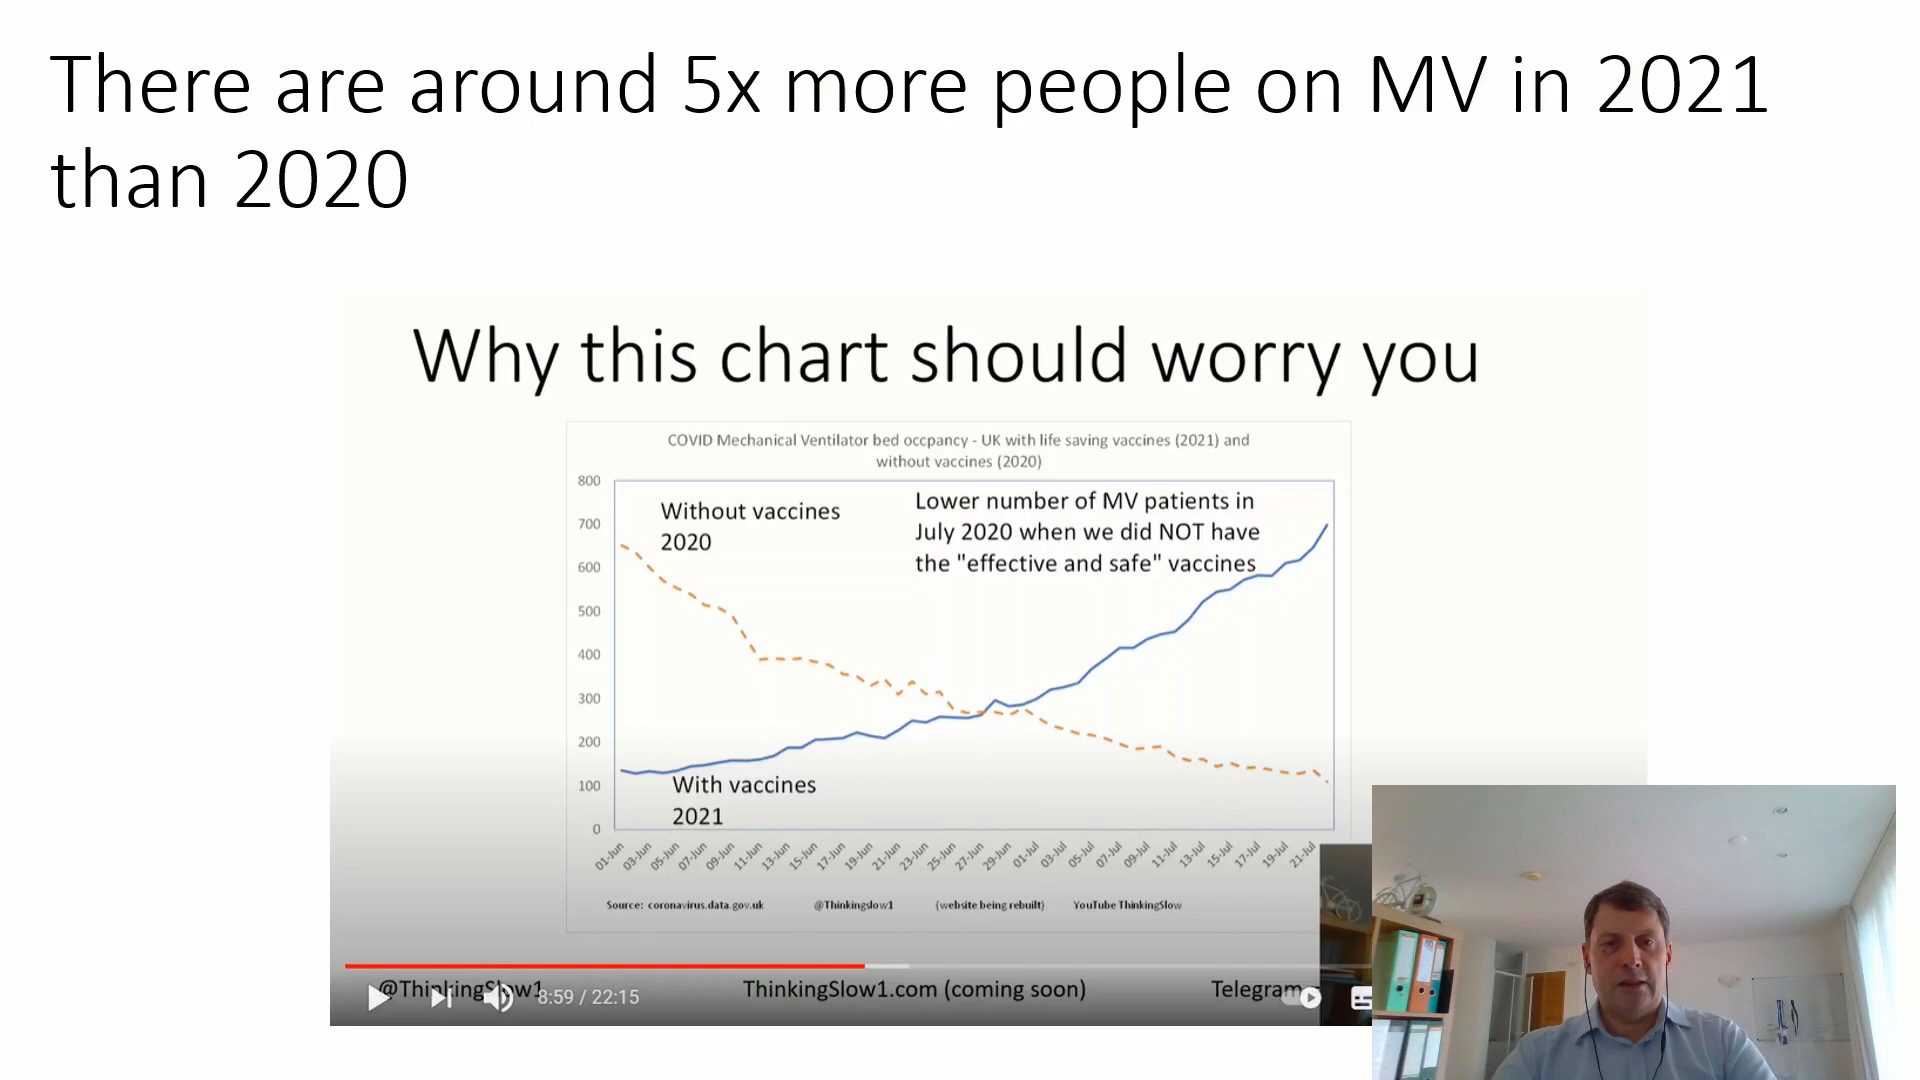 There are around 5x more people on MV in 2021
than 2020
Why this chart should worry you
COVID Mechanical Ventilator bed occpancy - UK with life saving vaccines (2021) and
without vaccines (2020)
800
700
600
500
400
300
200
100
0
Without vaccines
2020
Lower number of MV patients in
July 2020 when we did NOT have
the "effective and safe" vaccines
With vaccines
2021
01-Jun
03-Jun
05-Jun
07-Jun
09-Jun
11-Jun
13-Jun
15-Jun
17-Jun
19-Jun
21-Jun
23-Jun
25-Jun
27-Jun
29-Jun
01-Jul
03-Jul
05-Jul
07-Jul
09-Jul
11-Jul
13-Jul
15-Jul
17-Jul
19-Jul
21-Jul
Source: coronavirus.data.gov.uk @Thinkingslow1 (website being rebuilt) YouTube ThinkingSlow
@ThinkingSlow1 ThinkingSlow1.com (coming soon) Telegram
8:59 / 22:15